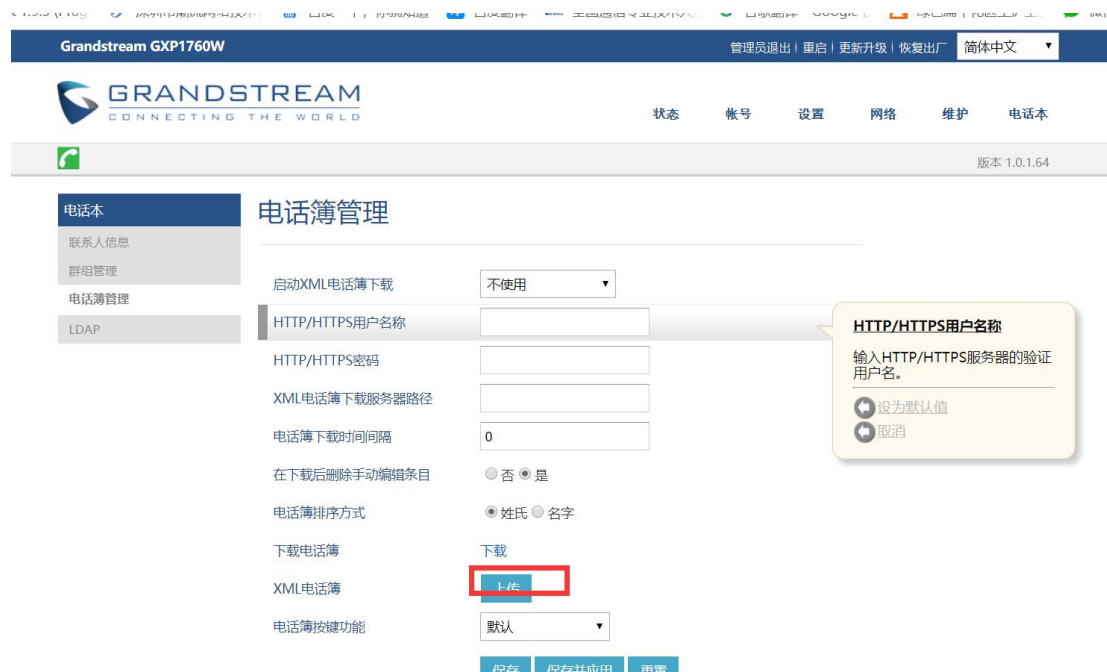 Grandstream GXP1760W
管理员退出 | 重启 | 更新升级 | 恢复出厂 简体中文
GRANDSTREAM
CONNECTING THE WORLD
状态 帐号 设置 网络 维护 电话本
版本 1.0.1.64
电话本
联系人信息
群组管理
电话簿管理
LDAP
电话簿管理
启动XML电话簿下载 不使用
HTTP/HTTPS用户名称
HTTP/HTTPS密码
XML电话簿下载服务器路径
电话簿下载时间间隔 0
在下载后删除手动编辑条目 否 是
电话簿排序方式 姓氏 名字
下载电话簿 下载
XML电话簿 上传
电话簿按键功能 默认
保存 保存并应用 重置
HTTP/HTTPS用户名称
输入HTTP/HTTPS服务器的验证
用户名。
设为默认值
取消